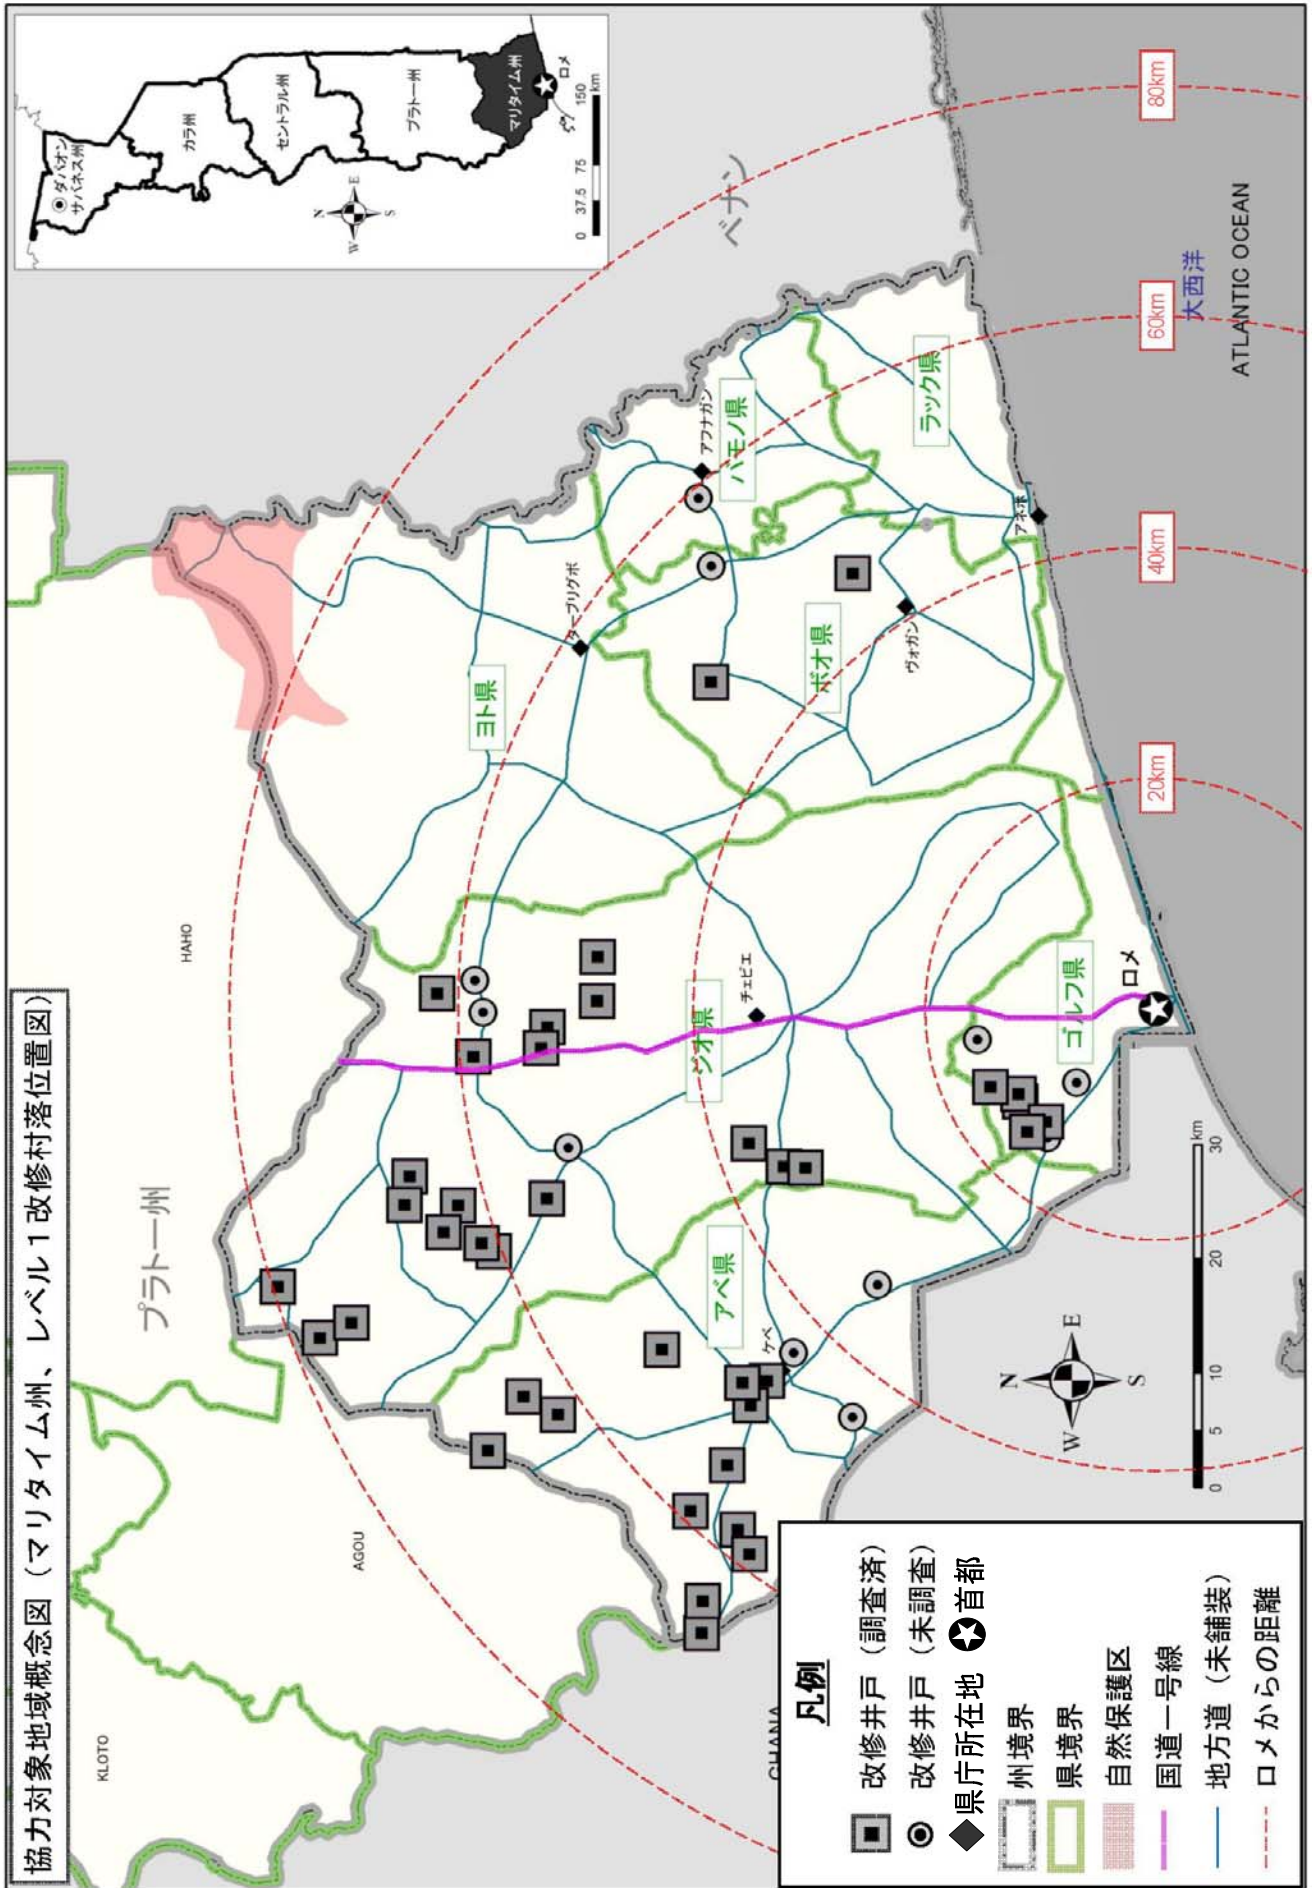 協力対象地域概念図（マリタイム州、レベル１改修村落位置図）
ダパオン
サバネス州
カラ州
セントラル州
プラトー州
マリタイム州
ロメ
N
W
E
S
0 37.5 75 150 km
KLOTO
AGOU
プラトー州
HAHO
ベナン
ヨト県
タープリグボ
アフナガン
バモノ県
ボオ県
ヴォガン
ラック県
アネホ
ジオ県
チェビエ
アベ県
ケベ
ゴルフ県
ロメ
GHANA
大西洋
ATLANTIC OCEAN
20km
40km
60km
80km
N
W
E
S
0 5 10 20 30 km
凡例
改修井戸（調査済）
改修井戸（未調査）
県庁所在地
首都
州境界
県境界
自然保護区
国道一号線
地方道（未舗装）
ロメからの距離